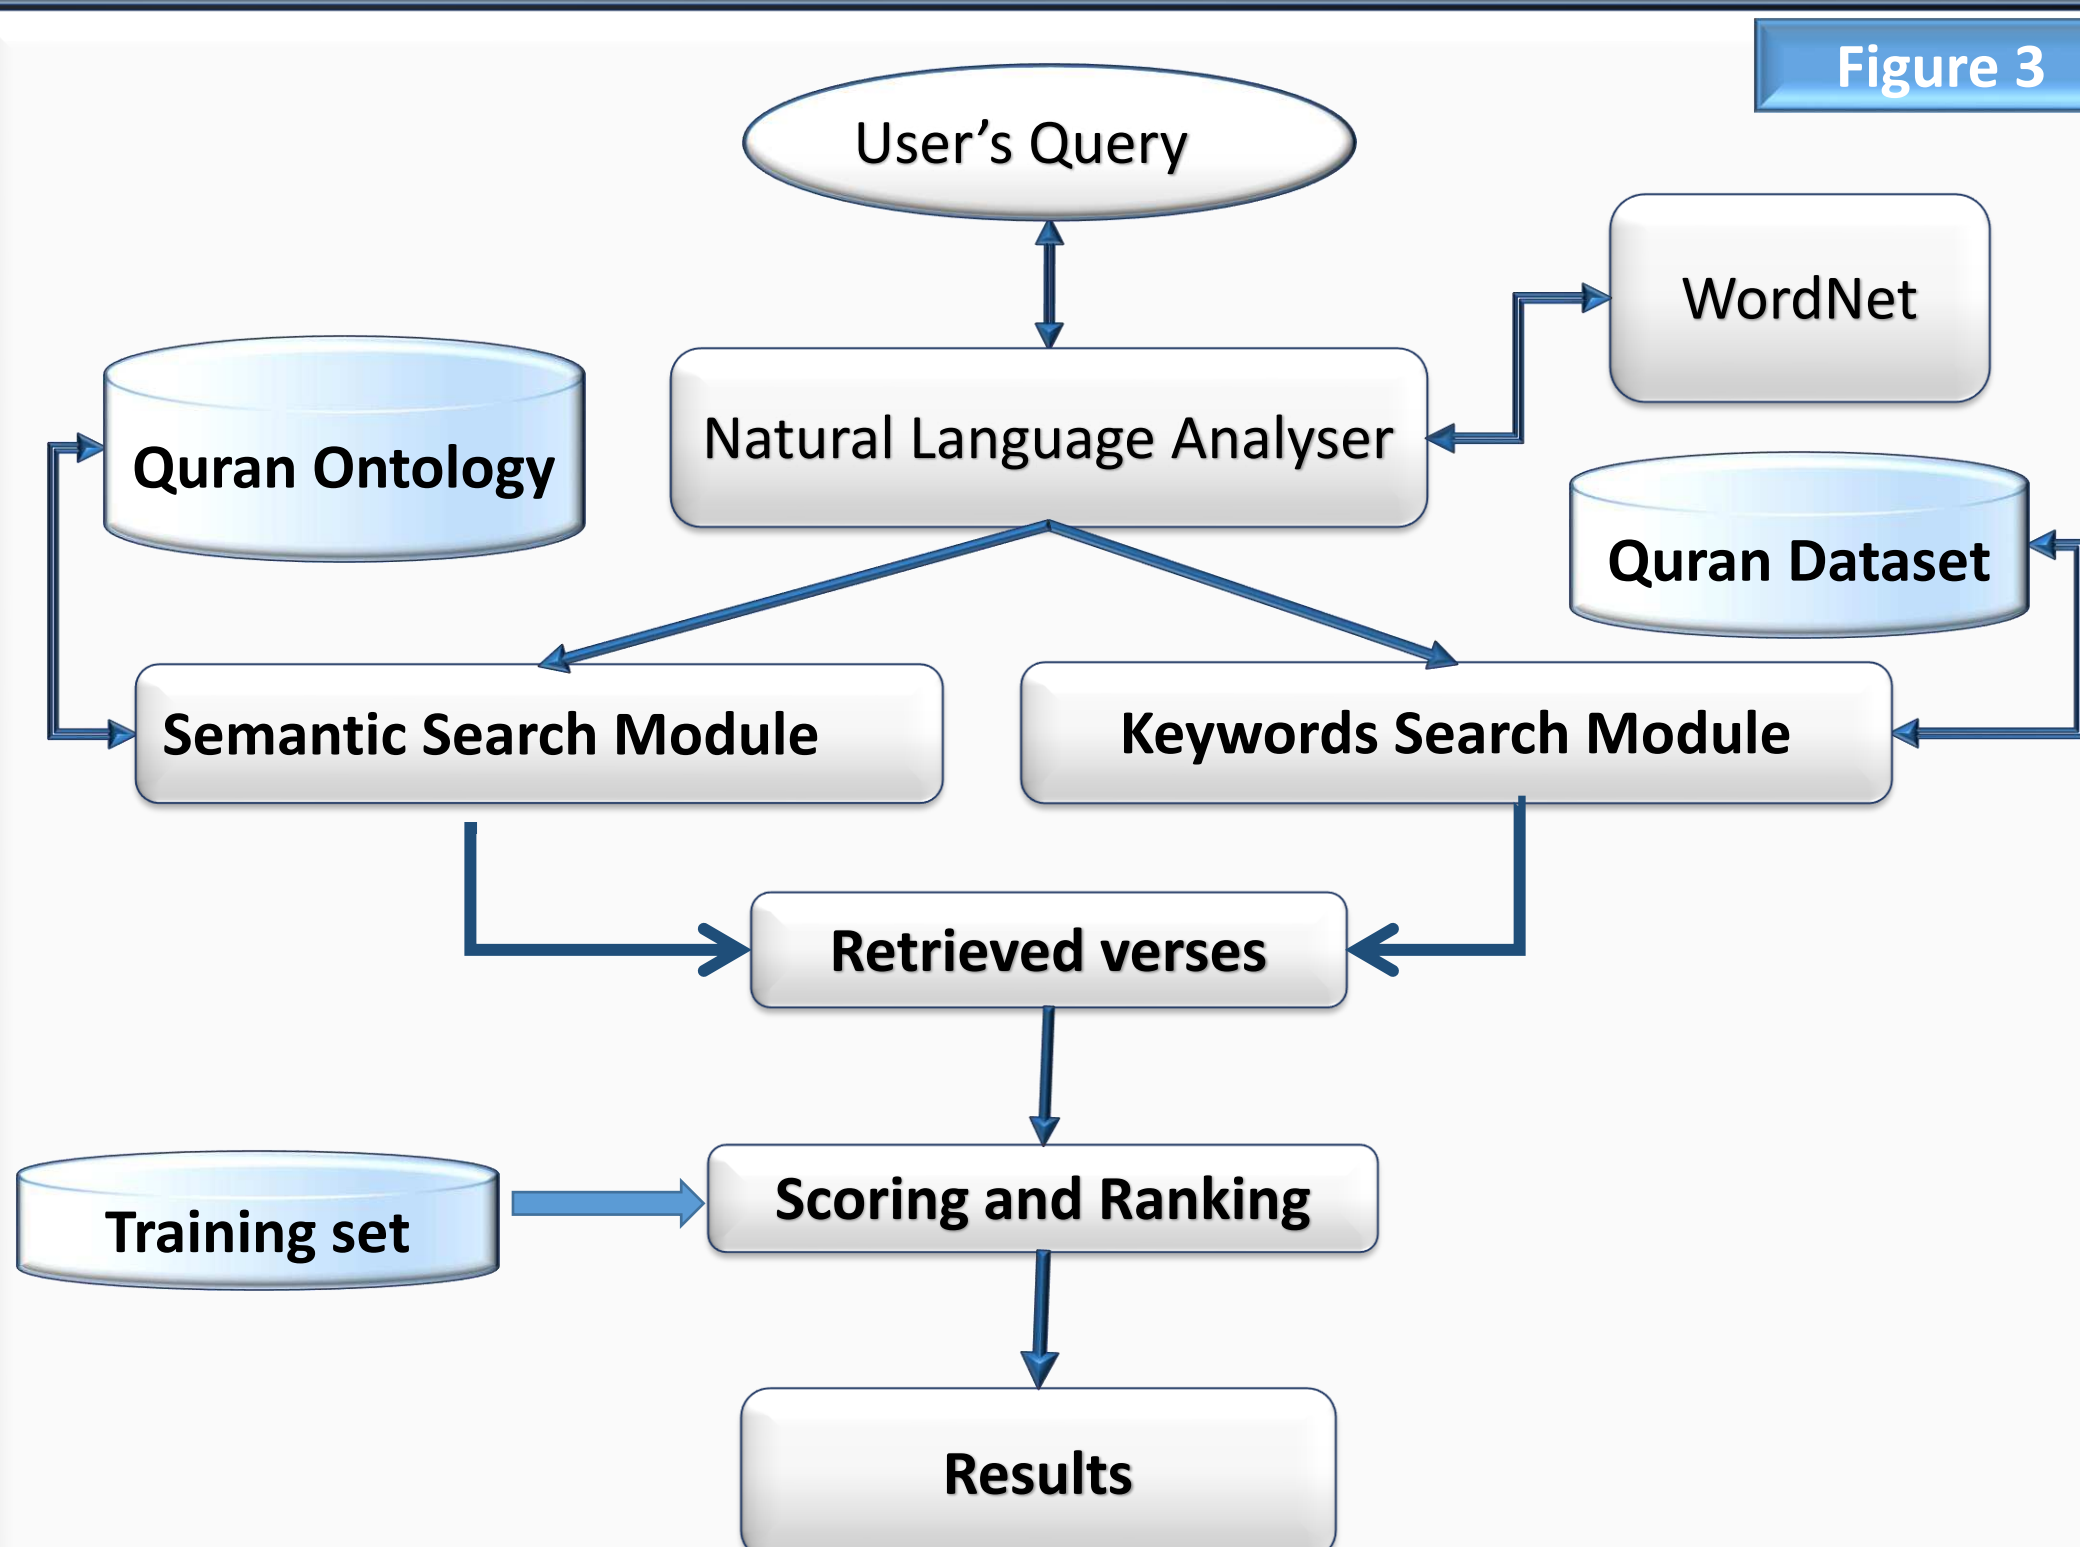 Figure 3
User’s Query
WordNet
Quran Ontology
Natural Language Analyser
Quran Dataset
Semantic Search Module
Keywords Search Module
Retrieved verses
Training set
Scoring and Ranking
Results